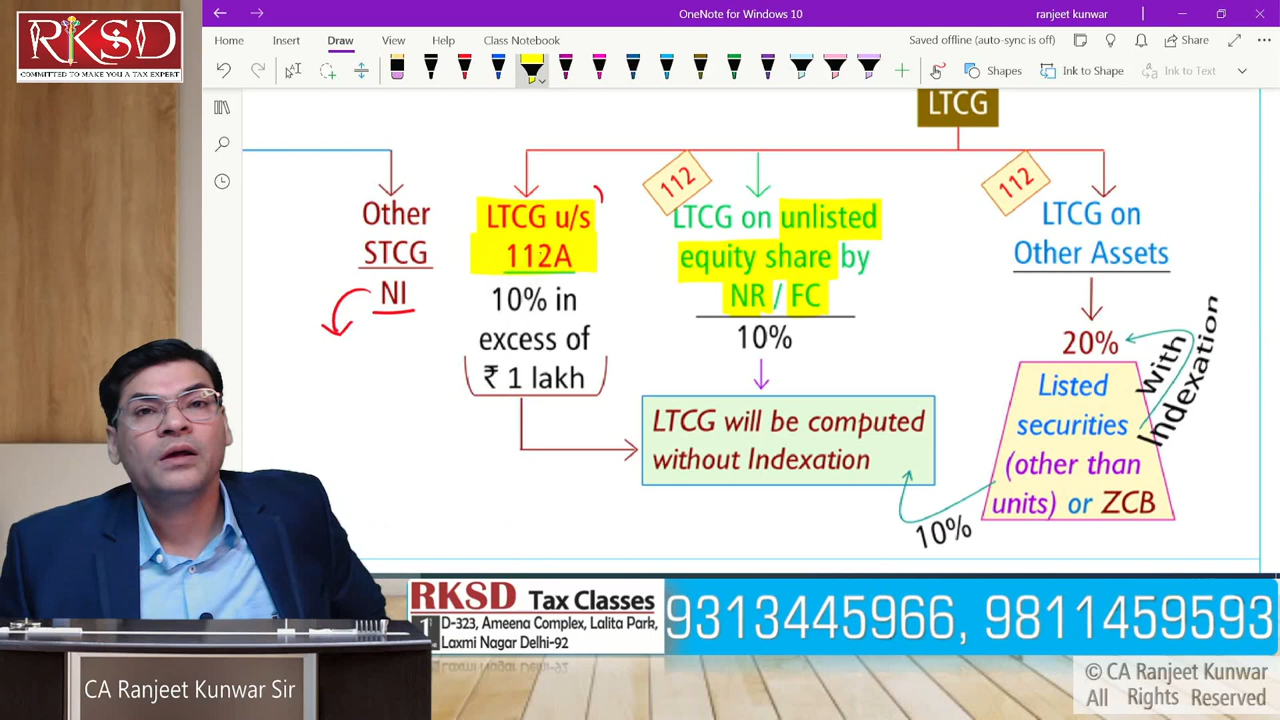 RKSD
COMMITTED TO MAKE YOU A TAX EXPERT
OneNote for Windows 10
ranjeet kunwar
Home Insert Draw View Help Class Notebook
Saved offline (auto-sync is off)
Share
Shapes
Ink to Shape
Ink to Text
LTCG
Other
STCG
NI
LTCG u/s
112A
10% in
excess of
₹ 1 lakh
112
LTCG on unlisted
equity share by
NR / FC
10%
LTCG will be computed
without Indexation
112
LTCG on
Other Assets
20%
With
Indexation
Listed
securities
(other than
units) or ZCB
10%
RKSD Tax Classes
D-323, Ameena Complex, Lalita Park,
Laxmi Nagar Delhi-92
9313445966, 9811459593
CA Ranjeet Kunwar Sir
© CA Ranjeet Kunwar
All Rights Reserved